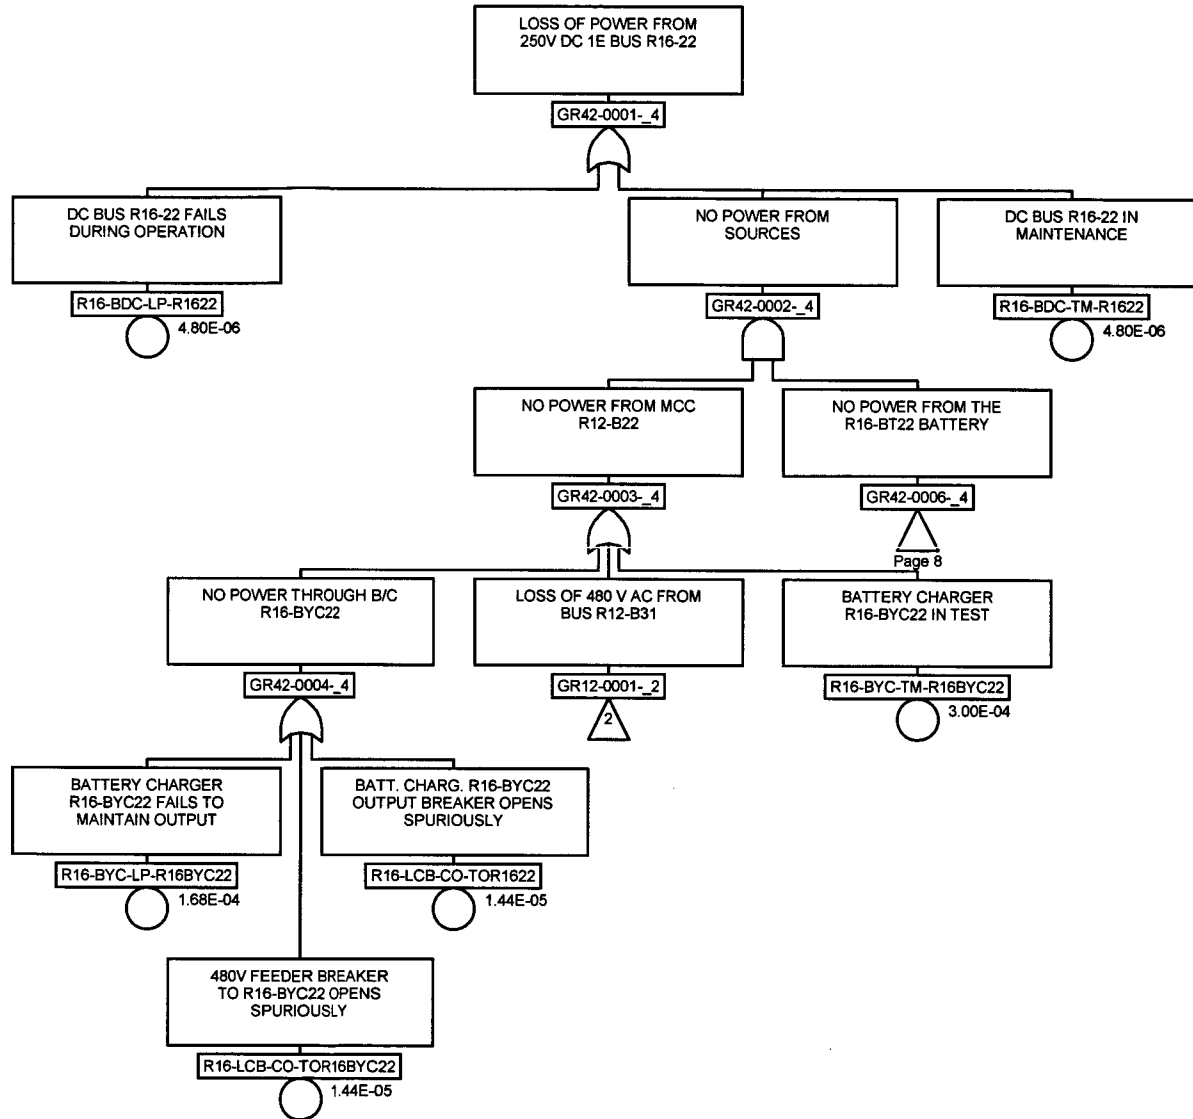 LOSS OF POWER FROM
250V DC 1E BUS R16-22
GR42-0001-_4
DC BUS R16-22 FAILS
DURING OPERATION
R16-BDC-LP-R1622
4.80E-06
NO POWER FROM
SOURCES
GR42-0002-_4
DC BUS R16-22 IN
MAINTENANCE
R16-BDC-TM-R1622
4.80E-06
NO POWER FROM MCC
R12-B22
GR42-0003-_4
NO POWER FROM THE
R16-BT22 BATTERY
GR42-0006-_4
Page 8
NO POWER THROUGH B/C
R16-BYC22
GR42-0004-_4
LOSS OF 480 V AC FROM
BUS R12-B31
GR12-0001-_2
2
BATTERY CHARGER
R16-BYC22 IN TEST
R16-BYC-TM-R16BYC22
3.00E-04
BATTERY CHARGER
R16-BYC22 FAILS TO
MAINTAIN OUTPUT
R16-BYC-LP-R16BYC22
1.68E-04
BATT. CHARG. R16-BYC22
OUTPUT BREAKER OPENS
SPURIOUSLY
R16-LCB-CO-TOR1622
1.44E-05
480V FEEDER BREAKER
TO R16-BYC22 OPENS
SPURIOUSLY
R16-LCB-CO-TOR16BYC22
1.44E-05